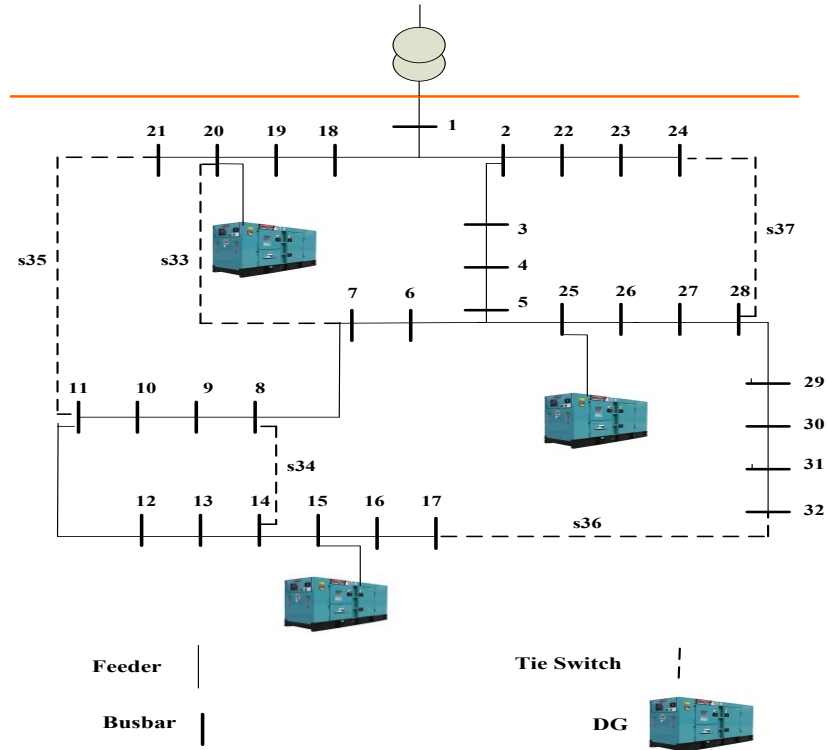 1
21 20 19 18 2 22 23 24
3
s35 s33 s37
4
7 6 5 25 26 27 28
11 10 9 8 29
30
s34 31
12 13 14 15 16 17 32
s36
Feeder Tie Switch
Busbar DG